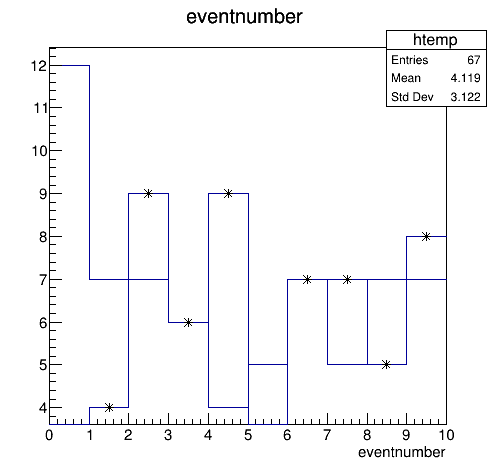 eventnumber
htemp
Entries 67
Mean 4.119
Std Dev 3.122
12
11
10
9
8
7
6
5
4
0 1 2 3 4 5 6 7 8 9 10
eventnumber